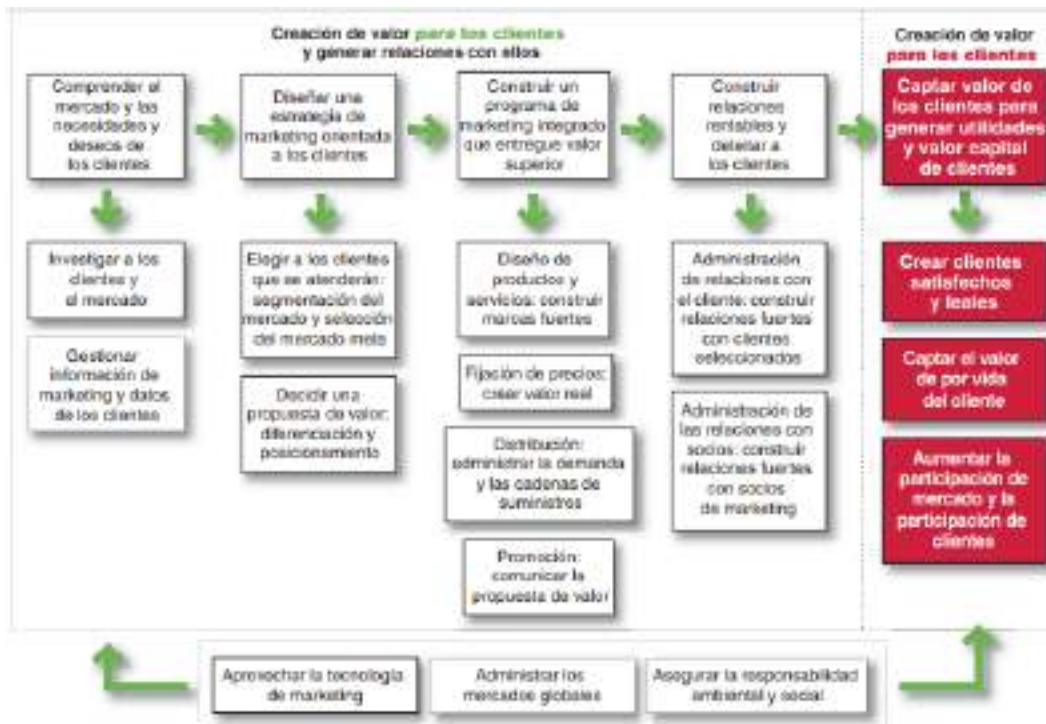 Creación de valor para los clientes
y generar relaciones con ellos
Creación de valor
para los clientes
Comprender el
mercado y las
necesidades y
deseos de
los clientes
Diseñar una
estrategia de
marketing orientada
a los clientes
Construir un
programa de
marketing integrado
que entregue valor
superior
Construir
relaciones
rentables y
deleitar a
los clientes
Captar valor de
los clientes para
generar utilidades
y valor capital
de clientes
Investigar a los
clientes y
al mercado
Gestionar
información de
marketing y datos
de los clientes
Elegir a los clientes
que se atenderán:
segmentación del
mercado y selección
del mercado meta
Decidir una
propuesta de valor:
diferenciación y
posicionamiento
Diseño de
productos y
servicios: construir
marcas fuertes
Fijación de precios:
crear valor real
Distribución:
administrar la demanda
y las cadenas de
suministros
Promoción:
comunicar la
propuesta de valor
Administración
de relaciones con
el cliente: construir
relaciones fuertes
con clientes
seleccionados
Administración de
las relaciones con
socios: construir
relaciones fuertes
con socios
de marketing
Crear clientes
satisfechos
y leales
Captar el valor
de por vida
del cliente
Aumentar la
participación de
mercado y la
participación de
clientes
Aprovechar la tecnología
de marketing
Administrar los
mercados globales
Asegurar la responsabilidad
ambiental y social